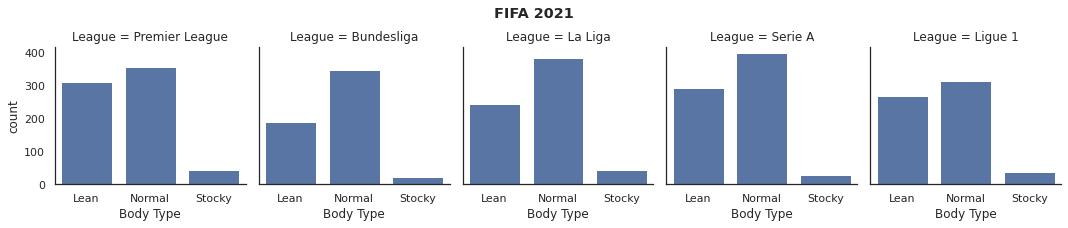 FIFA 2021
League = Premier League
League = Bundesliga
League = La Liga
League = Serie A
League = Ligue 1
count
400
300
200
100
0
Lean Normal Stocky
Body Type
Lean Normal Stocky
Body Type
Lean Normal Stocky
Body Type
Lean Normal Stocky
Body Type
Lean Normal Stocky
Body Type